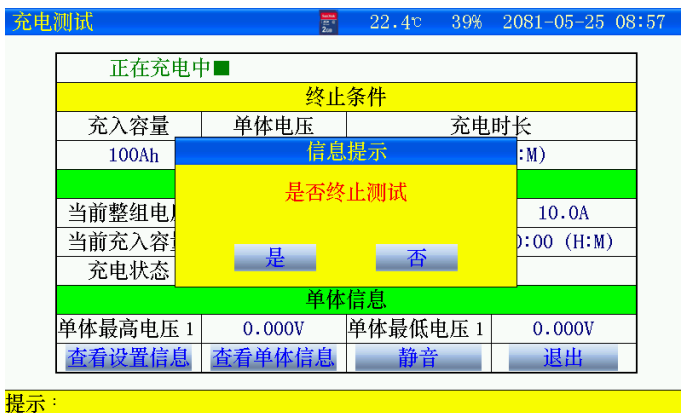 充电测试 22.4℃ 39% 2081-05-25 08:57
正在充电中
终止条件
充入容量 单体电压 充电时长
100Ah :M)
信息提示
是否终止测试
是 否
当前整组电 10.0A
当前充入容 0:00 (H:M)
充电状态
单体信息
单体最高电压 1 0.000V 单体最低电压 1 0.000V
查看设置信息 查看单体信息 静音 退出
提示: